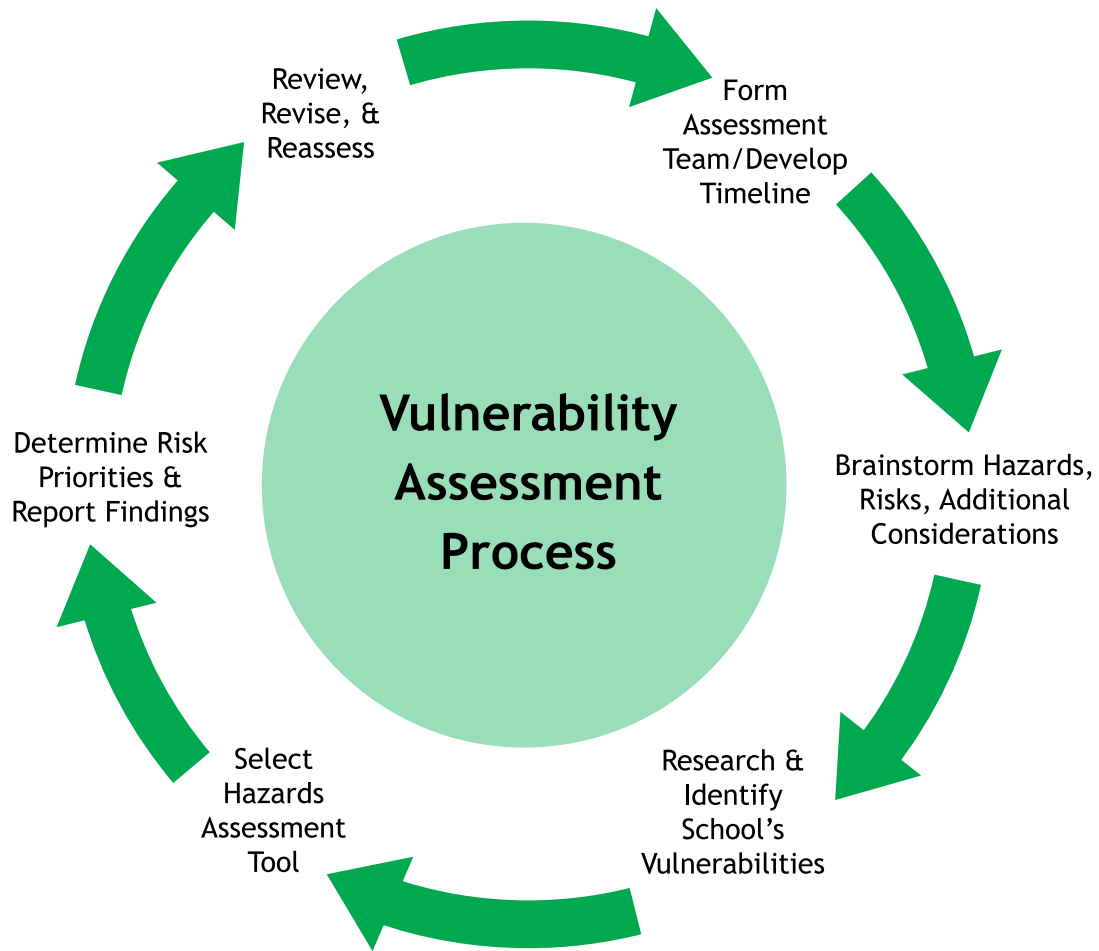 Review,
Revise, &
Reassess
Form
Assessment
Team/Develop
Timeline
Vulnerability
Assessment
Process
Determine Risk
Priorities &
Report Findings
Brainstorm Hazards,
Risks, Additional
Considerations
Select
Hazards
Assessment
Tool
Research &
Identify
School’s
Vulnerabilities